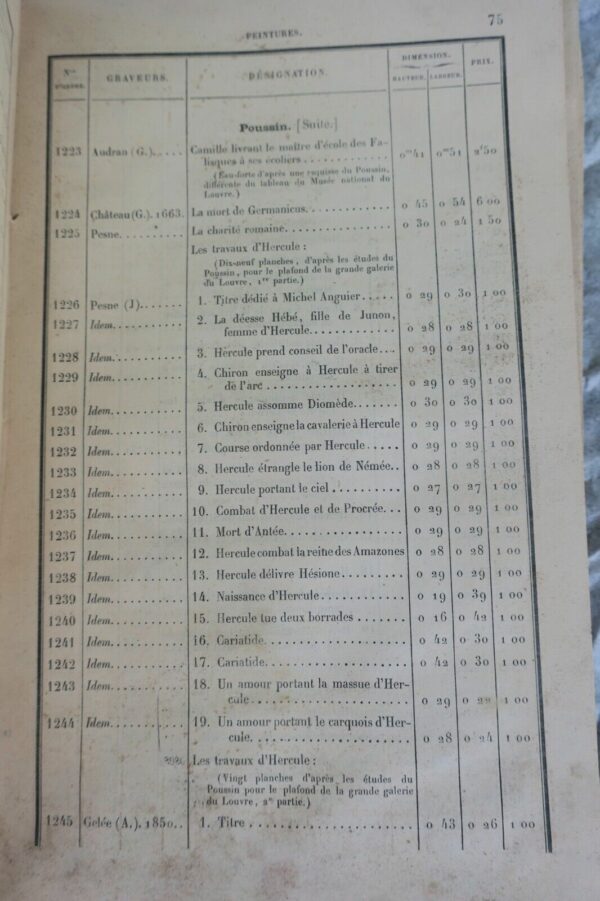 75
PEINTURES.
Nos D'ORDRE. GRAVEURS. DÉSIGNATION. DIMENSION. HAUTEUR. LARGEUR. PRIX.
Poussin. [Suite.]
1223 Audran (G.)..... Camille livrant le maître d'école des Fa-
lisques à ses écoliers ........... 0m 41 0m 51 2f 50
(Eau-forte d'après une esquisse du Poussin,
différente du tableau du Musée national du
Louvre.)
1224 Château (G.). 1663. La mort de Germanicus....... 0 45 0 54 6 00
1225 Pesne.......... La charité romaine......... 0 30 0 24 1 50
Les travaux d'Hercule :
(Dix-neuf planches, d'après les études du
Poussin, pour le plafond de la grande galerie
du Louvre, 1re partie.)
1226 Pesne (J)....... 1. Titre dédié à Michel Anguier..... 0 29 0 30 1 00
1227 Idem.......... 2. La déesse Hébé, fille de Junon,
femme d'Hercule............ 0 28 0 28 1 00
1228 Idem.......... 3. Hercule prend conseil de l'oracle... 0 29 0 29 1 00
1229 Idem.......... 4. Chiron enseigne à Hercule à tirer
de l'arc .................. 0 29 0 29 1 00
1230 Idem.......... 5. Hercule assomme Diomède....... 0 30 0 30 1 00
1231 Idem.......... 6. Chiron enseigne la cavalerie à Hercule 0 29 0 29 1 00
1232 Idem.......... 7. Course ordonnée par Hercule ..... 0 29 0 29 1 00
1233 Idem.......... 8. Hercule étrangle le lion de Némée.. 0 28 0 28 1 00
1234 Idem.......... 9. Hercule portant le ciel .......... 0 27 0 27 1 00
1235 Idem.......... 10. Combat d'Hercule et de Procrée... 0 29 0 29 1 00
1236 Idem.......... 11. Mort d'Antée................ 0 29 0 29 1 00
1237 Idem.......... 12. Hercule combat la reine des Amazones 0 28 0 28 1 00
1238 Idem.......... 13. Hercule délivre Hésione......... 0 29 0 29 1 00
1239 Idem.......... 14. Naissance d'Hercule............ 0 19 0 39 1 00
1240 Idem.......... 15. Hercule tue deux borrades ....... 0 16 0 42 1 00
1241 Idem.......... 16. Cariatide................... 0 42 0 30 1 00
1242 Idem.......... 17. Cariatide................... 0 42 0 30 1 00
1243 Idem.......... 18. Un amour portant la massue d'Her-
cule..................... 0 29 0 22 1 00
1244 Idem.......... 19. Un amour portant le carquois d'Her-
cule..................... 0 28 0 24 1 00
Les travaux d'Hercule :
(Vingt planches d'après les études du
Poussin pour le plafond de la grande galerie
du Louvre, 2e partie.)
1245 Gelée (A.). 1850.. 1. Titre ..................... 0 43 0 26 1 00